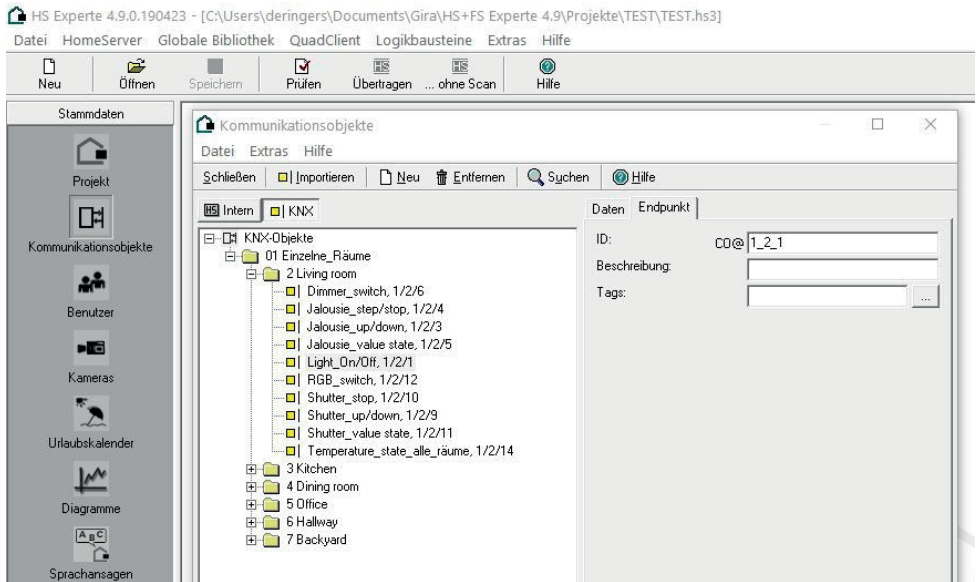 HS Experte 4.9.0.190423 - [C:\Users\deringers\Documents\Gira\HS+FS Experte 4.9\Projekte\TEST\TEST.hs3]
Datei HomeServer Globale Bibliothek QuadClient Logikbausteine Extras Hilfe
Neu Öffnen Speichern Prüfen Übertragen ... ohne Scan Hilfe
Stammdaten
Projekt
Kommunikationsobjekte
Benutzer
Kameras
Urlaubskalender
Diagramme
Sprachansagen
Kommunikationsobjekte
Datei Extras Hilfe
Schließen Importieren Neu Entfernen Suchen Hilfe
HS Intern KNX
KNX-Objekte
01 Einzelne_Räume
2 Living room
Dimmer_switch, 1/2/6
Jalousie_step/stop, 1/2/4
Jalousie_up/down, 1/2/3
Jalousie_value state, 1/2/5
Light_On/Off, 1/2/1
RGB_switch, 1/2/12
Shutter_stop, 1/2/10
Shutter_up/down, 1/2/9
Shutter_value state, 1/2/11
Temperature_state_alle_räume, 1/2/14
3 Kitchen
4 Dining room
5 Office
6 Hallway
7 Backyard
Daten Endpunkt
ID: CO@ 1_2_1
Beschreibung:
Tags: ...